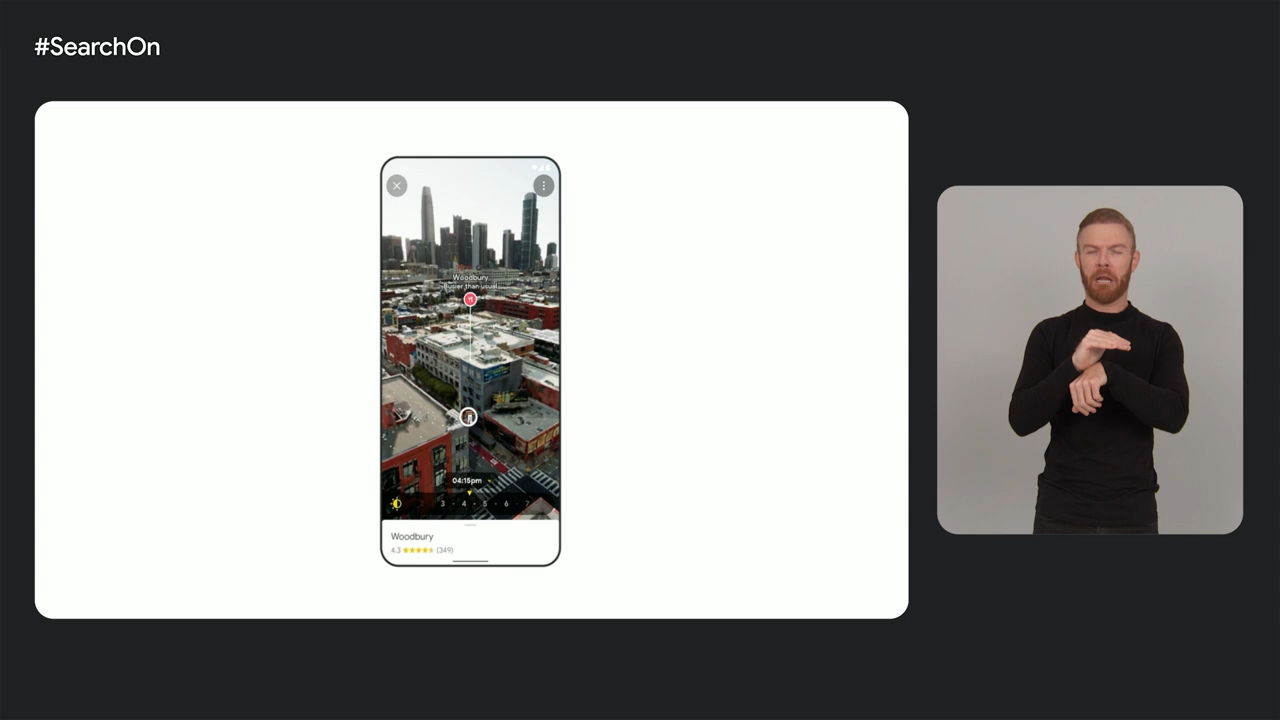 #SearchOn
Woodbury
Busier than usual
04:15pm
3 4 5 6 7
Woodbury
4.3 (349)